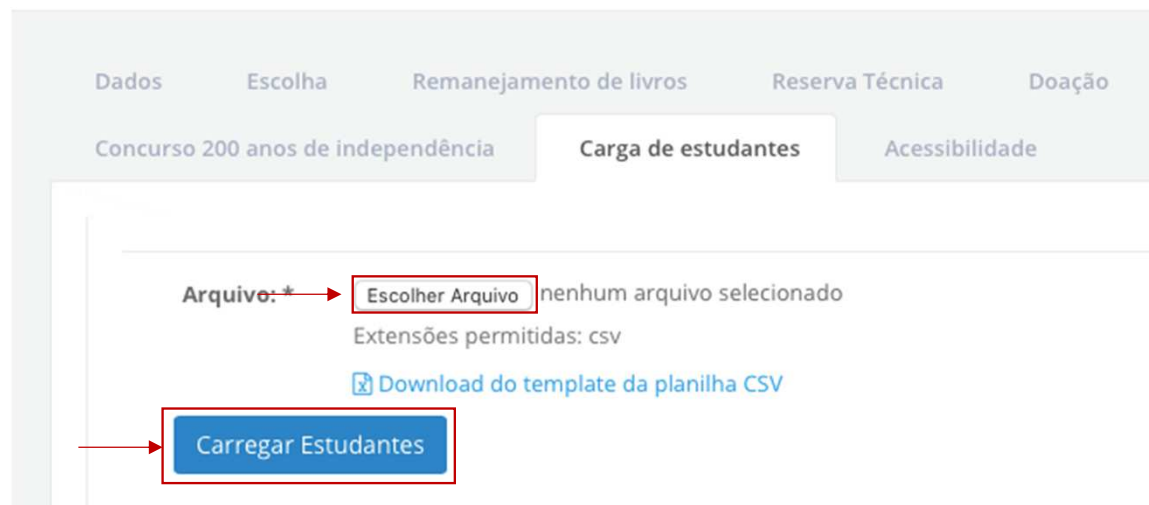 Dados Escolha Remanejamento de livros Reserva Técnica Doação
Concurso 200 anos de independência Carga de estudantes Acessibilidade
Arquivo: * Escolher Arquivo nenhum arquivo selecionado
Extensões permitidas: csv
Download do template da planilha CSV
Carregar Estudantes